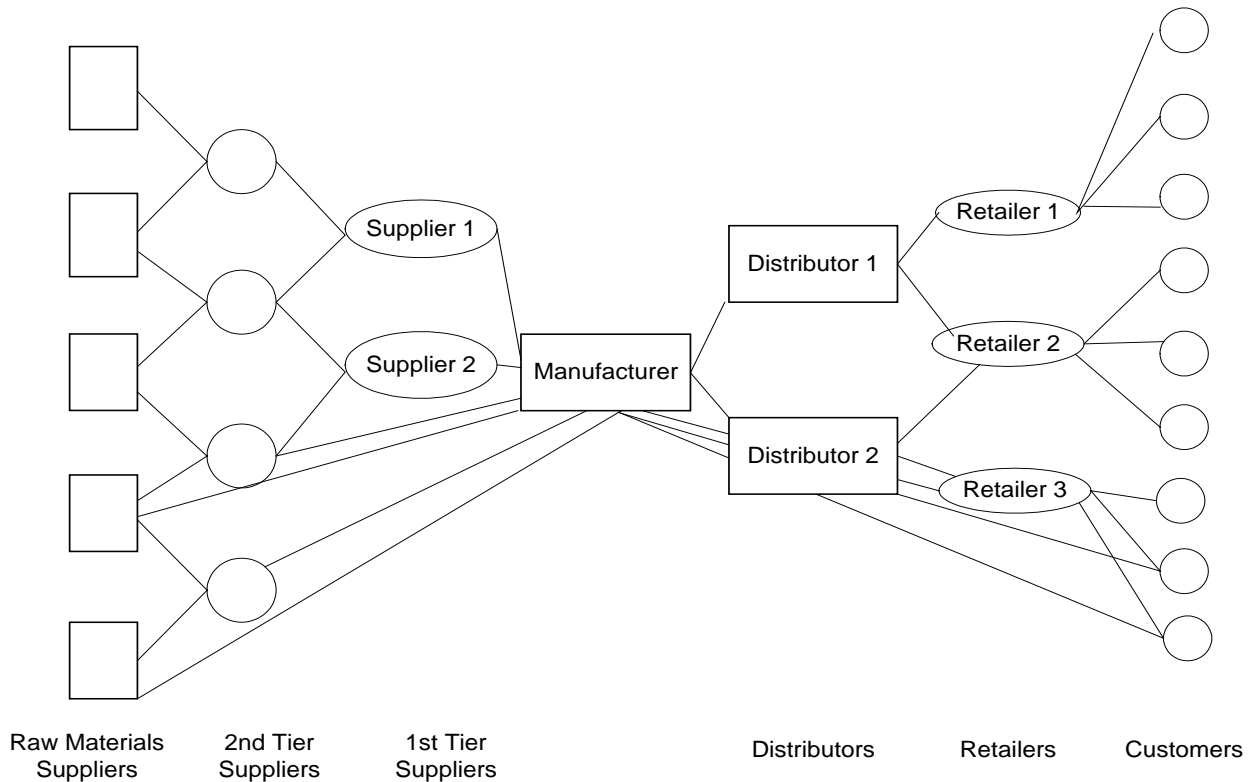 Retailer 1
Supplier 1
Distributor 1
Retailer 2
Supplier 2
Manufacturer
Distributor 2
Retailer 3
Raw Materials
Suppliers
2nd Tier
Suppliers
1st Tier
Suppliers
Distributors
Retailers
Customers